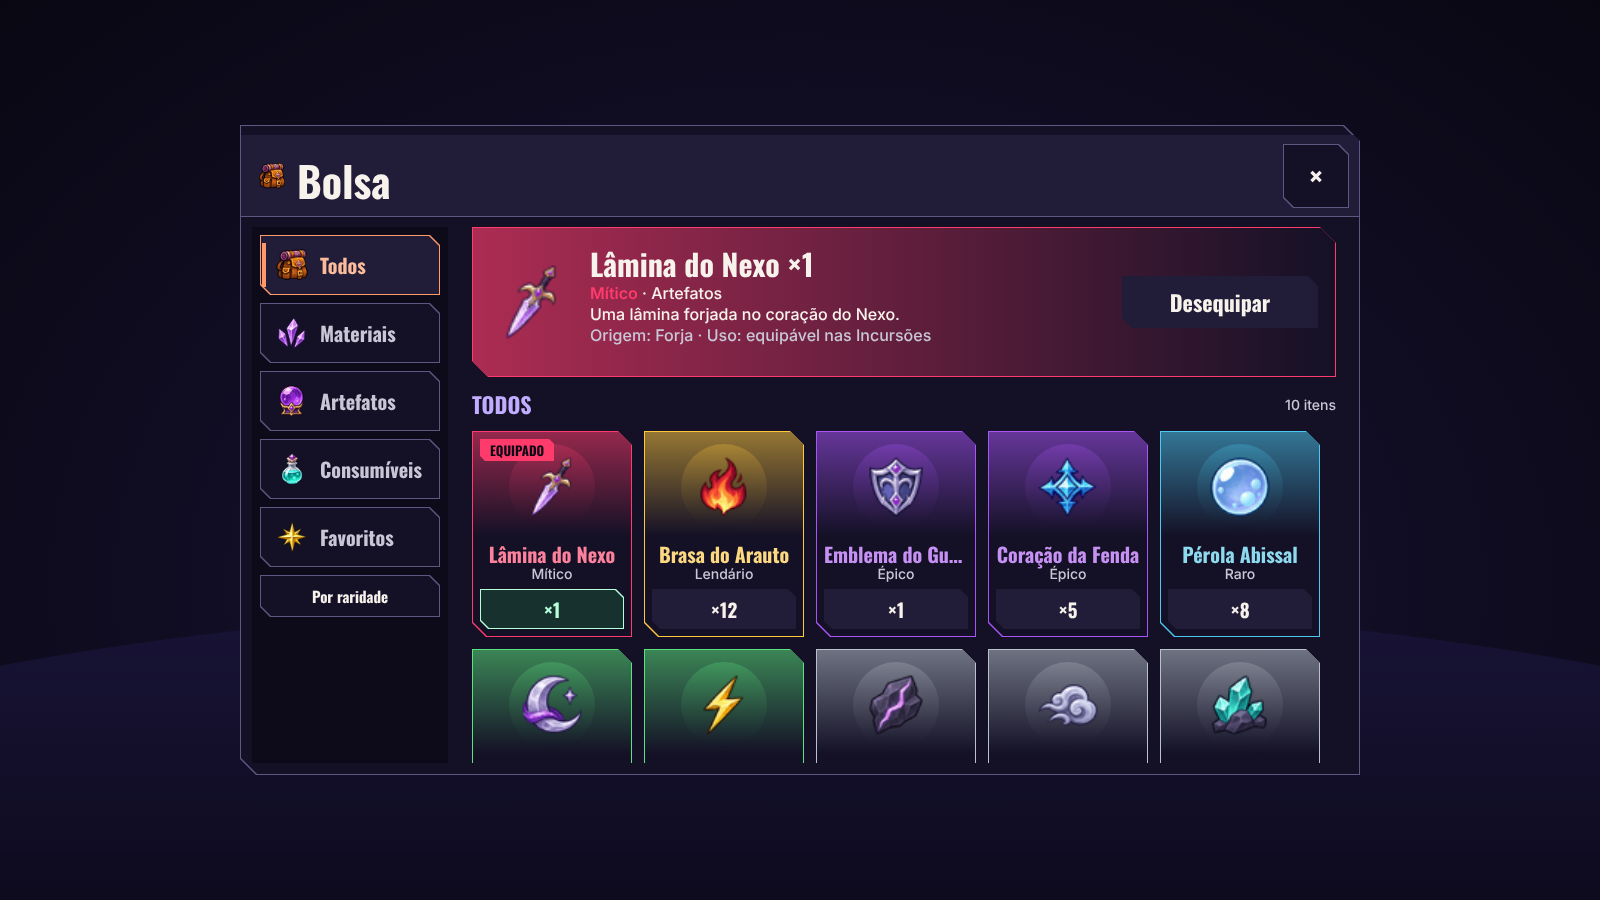 Bolsa
×
Todos
Materiais
Artefatos
Consumíveis
Favoritos
Por raridade
Lâmina do Nexo ×1
Mítico · Artefatos
Uma lâmina forjada no coração do Nexo.
Origem: Forja · Uso: equipável nas Incursões
Desequipar
TODOS
10 itens
EQUIPADO
Lâmina do Nexo
Mítico
×1
Brasa do Arauto
Lendário
×12
Emblema do Gu...
Épico
×1
Coração da Fenda
Épico
×5
Pérola Abissal
Raro
×8